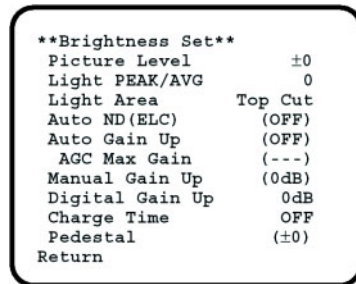 **Brightness Set**
Picture Level ±0
Light PEAK/AVG 0
Light Area Top Cut
Auto ND(ELC) (OFF)
Auto Gain Up (OFF)
AGC Max Gain (---)
Manual Gain Up (0dB)
Digital Gain Up 0dB
Charge Time OFF
Pedestal (±0)
Return